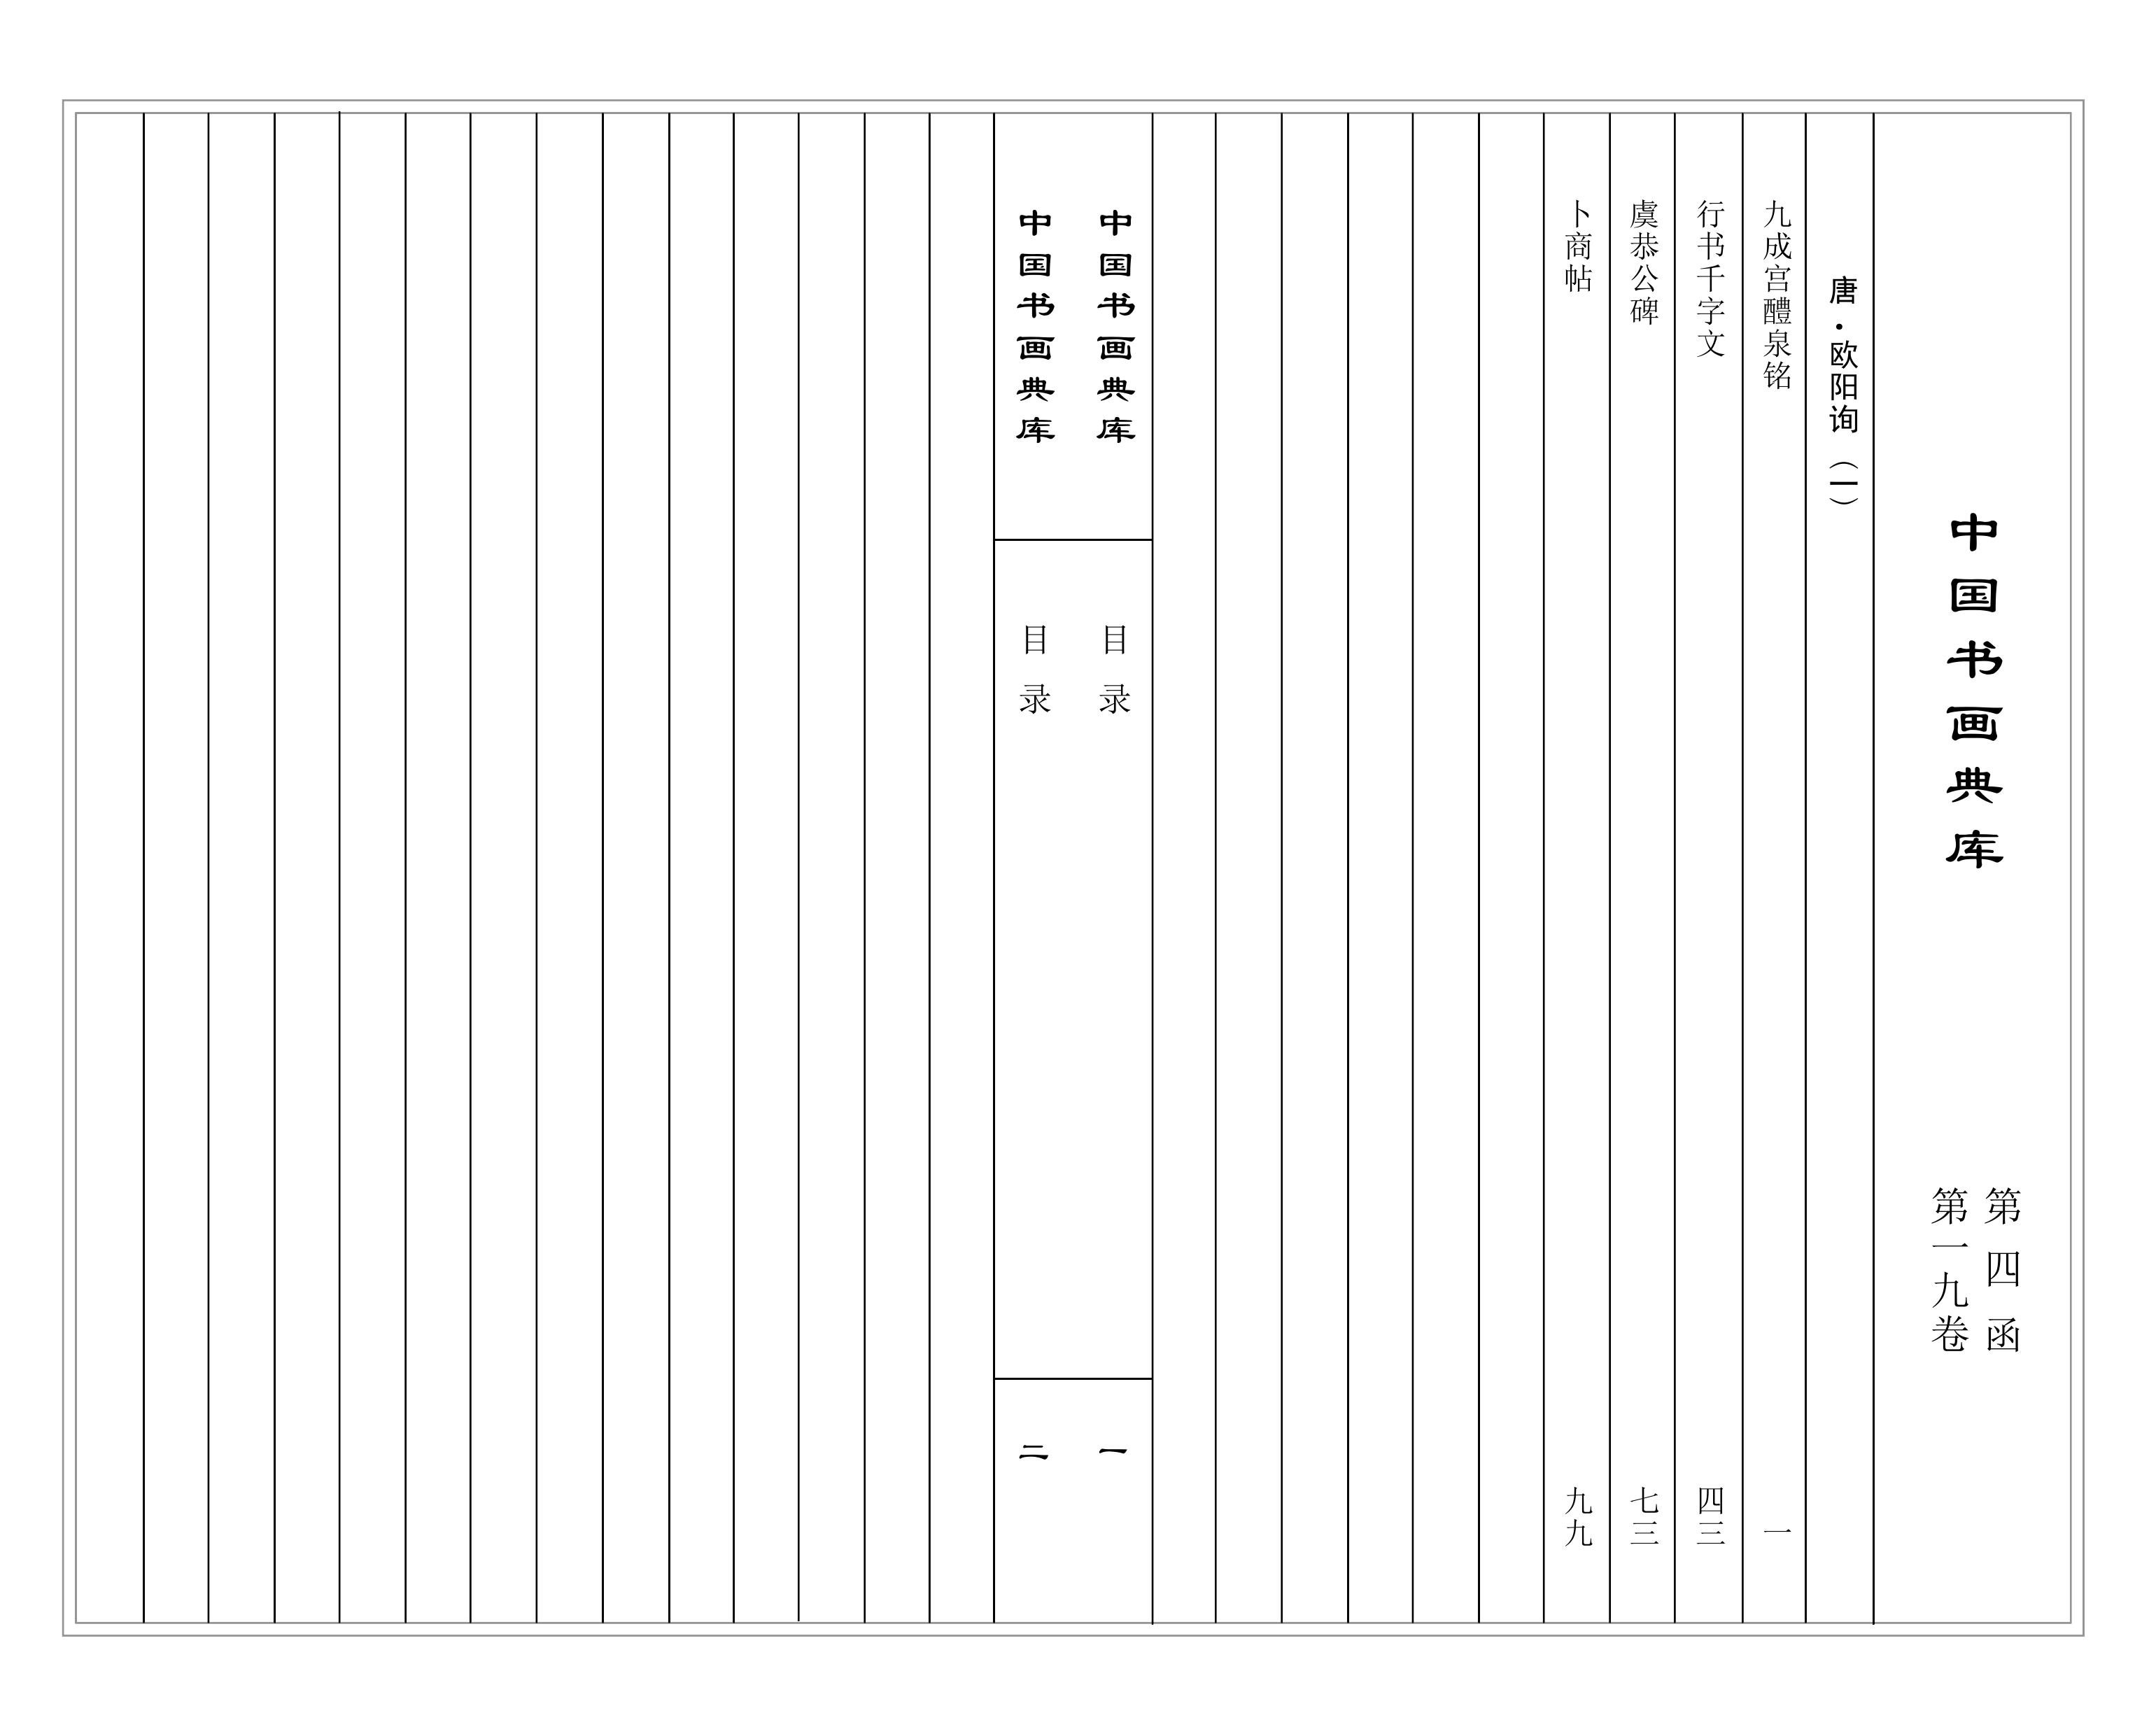 中国书画典库
第四函
第一九卷
唐·欧阳询（一）
九成宫醴泉铭 一
行书千字文 四三
虞恭公碑 七三
卜商帖 九九
中国书画典库 目录 一
中国书画典库 目录 二